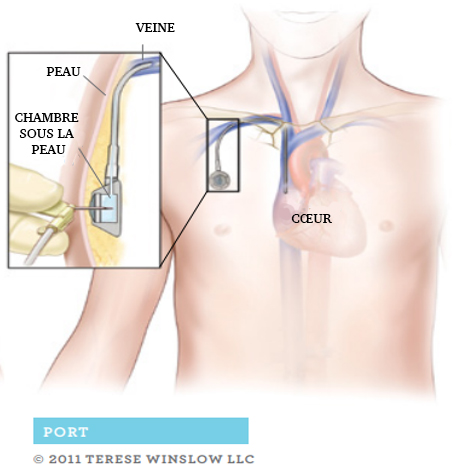 VEINE
PEAU
CHAMBRE
SOUS LA
PEAU
CŒUR
PORT
© 2011 TERESE WINSLOW LLC